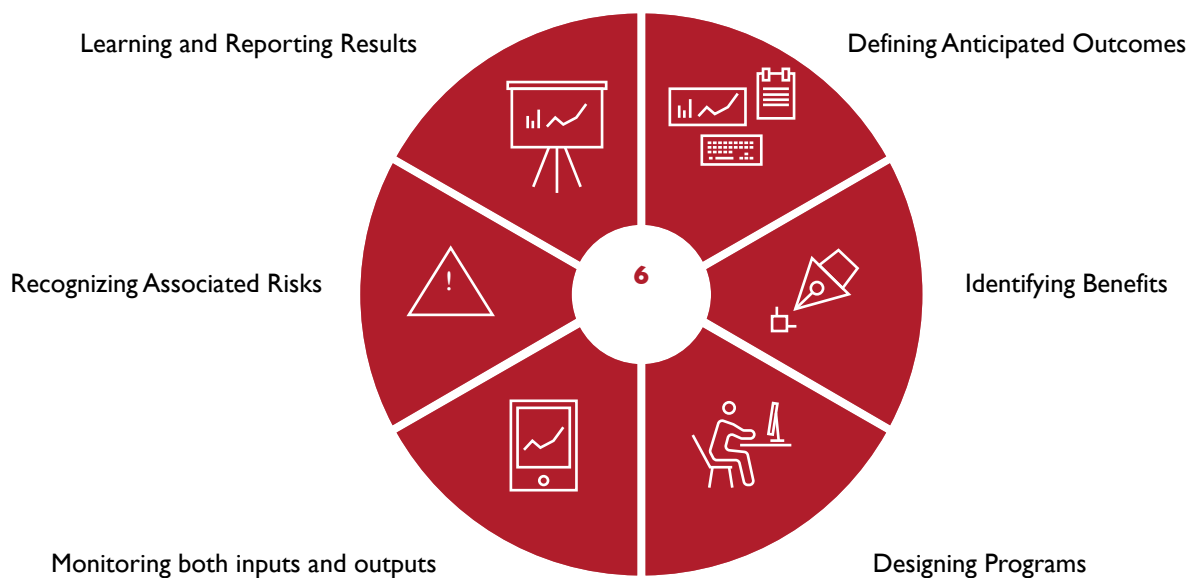 Learning and Reporting Results
Defining Anticipated Outcomes
Recognizing Associated Risks
!
6
Identifying Benefits
Monitoring both inputs and outputs
Designing Programs